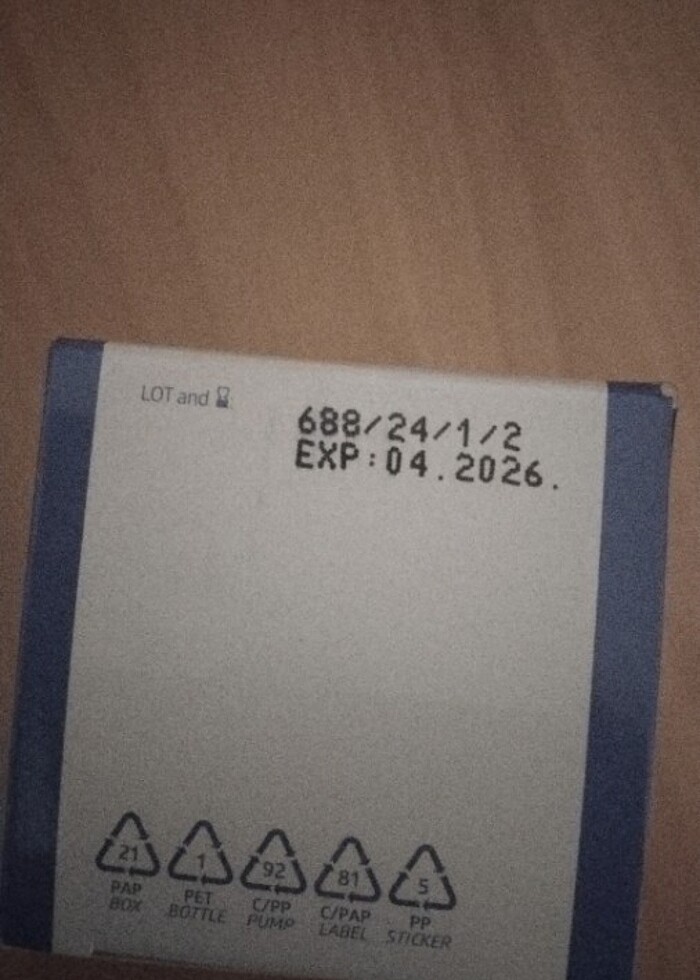 LOT and
688/24/1/2
EXP:04.2026.
21 1 92 81 5
PAP PET C/PP C/PAP PP
BOX BOTTLE PUMP LABEL STICKER